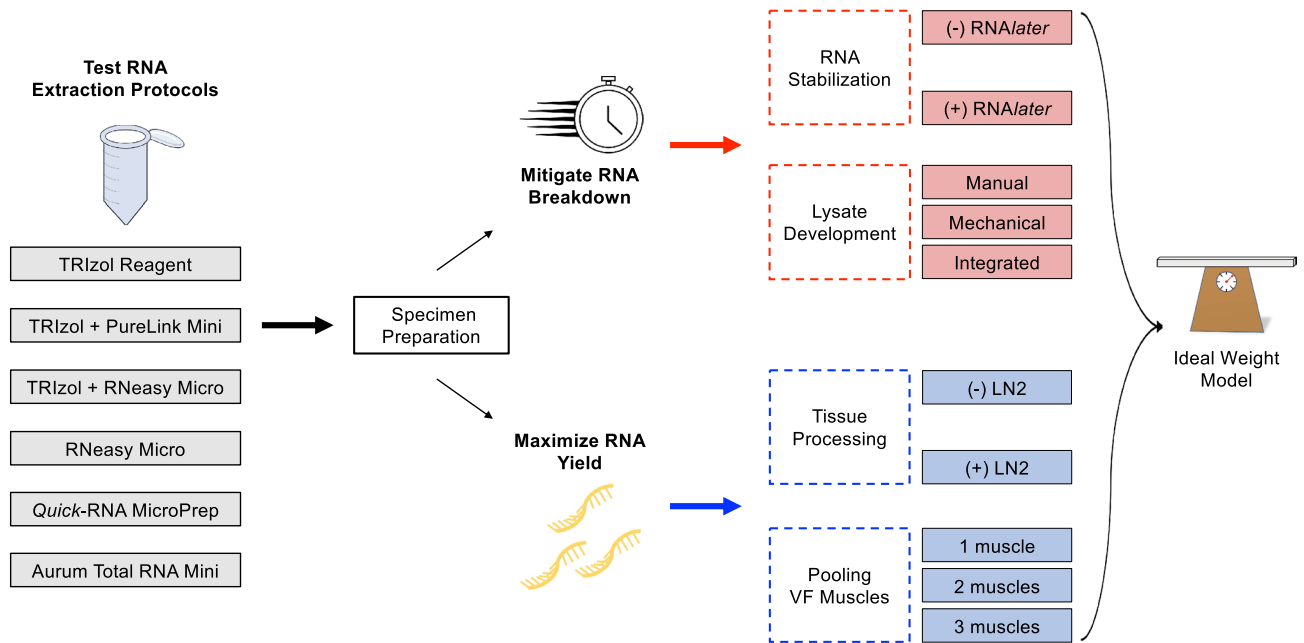 Test RNA
Extraction Protocols
TRIzol Reagent
TRIzol + PureLink Mini
TRIzol + RNeasy Micro
RNeasy Micro
Quick-RNA MicroPrep
Aurum Total RNA Mini
Specimen
Preparation
Mitigate RNA
Breakdown
Maximize RNA
Yield
RNA
Stabilization
(-) RNAlater
(+) RNAlater
Lysate
Development
Manual
Mechanical
Integrated
Tissue
Processing
(-) LN2
(+) LN2
Pooling
VF Muscles
1 muscle
2 muscles
3 muscles
Ideal Weight
Model